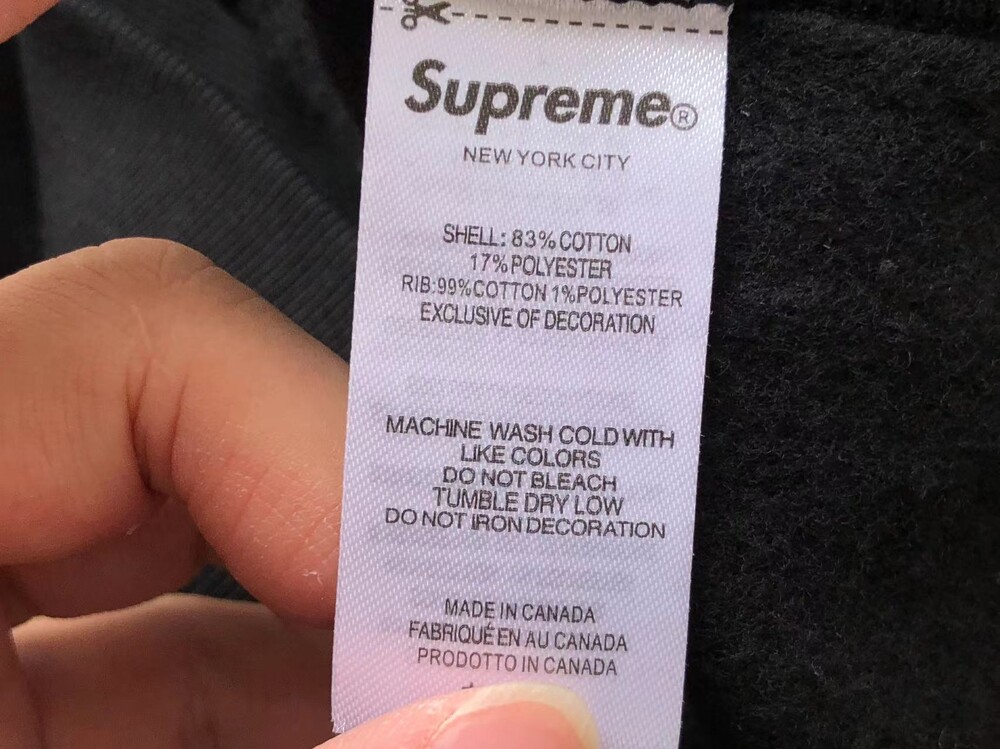 Supreme®
NEW YORK CITY
SHELL: 83% COTTON
17% POLYESTER
RIB:99%COTTON 1%POLYESTER
EXCLUSIVE OF DECORATION
MACHINE WASH COLD WITH
LIKE COLORS
DO NOT BLEACH
TUMBLE DRY LOW
DO NOT IRON DECORATION
MADE IN CANADA
FABRIQUÉ EN AU CANADA
PRODOTTO IN CANADA